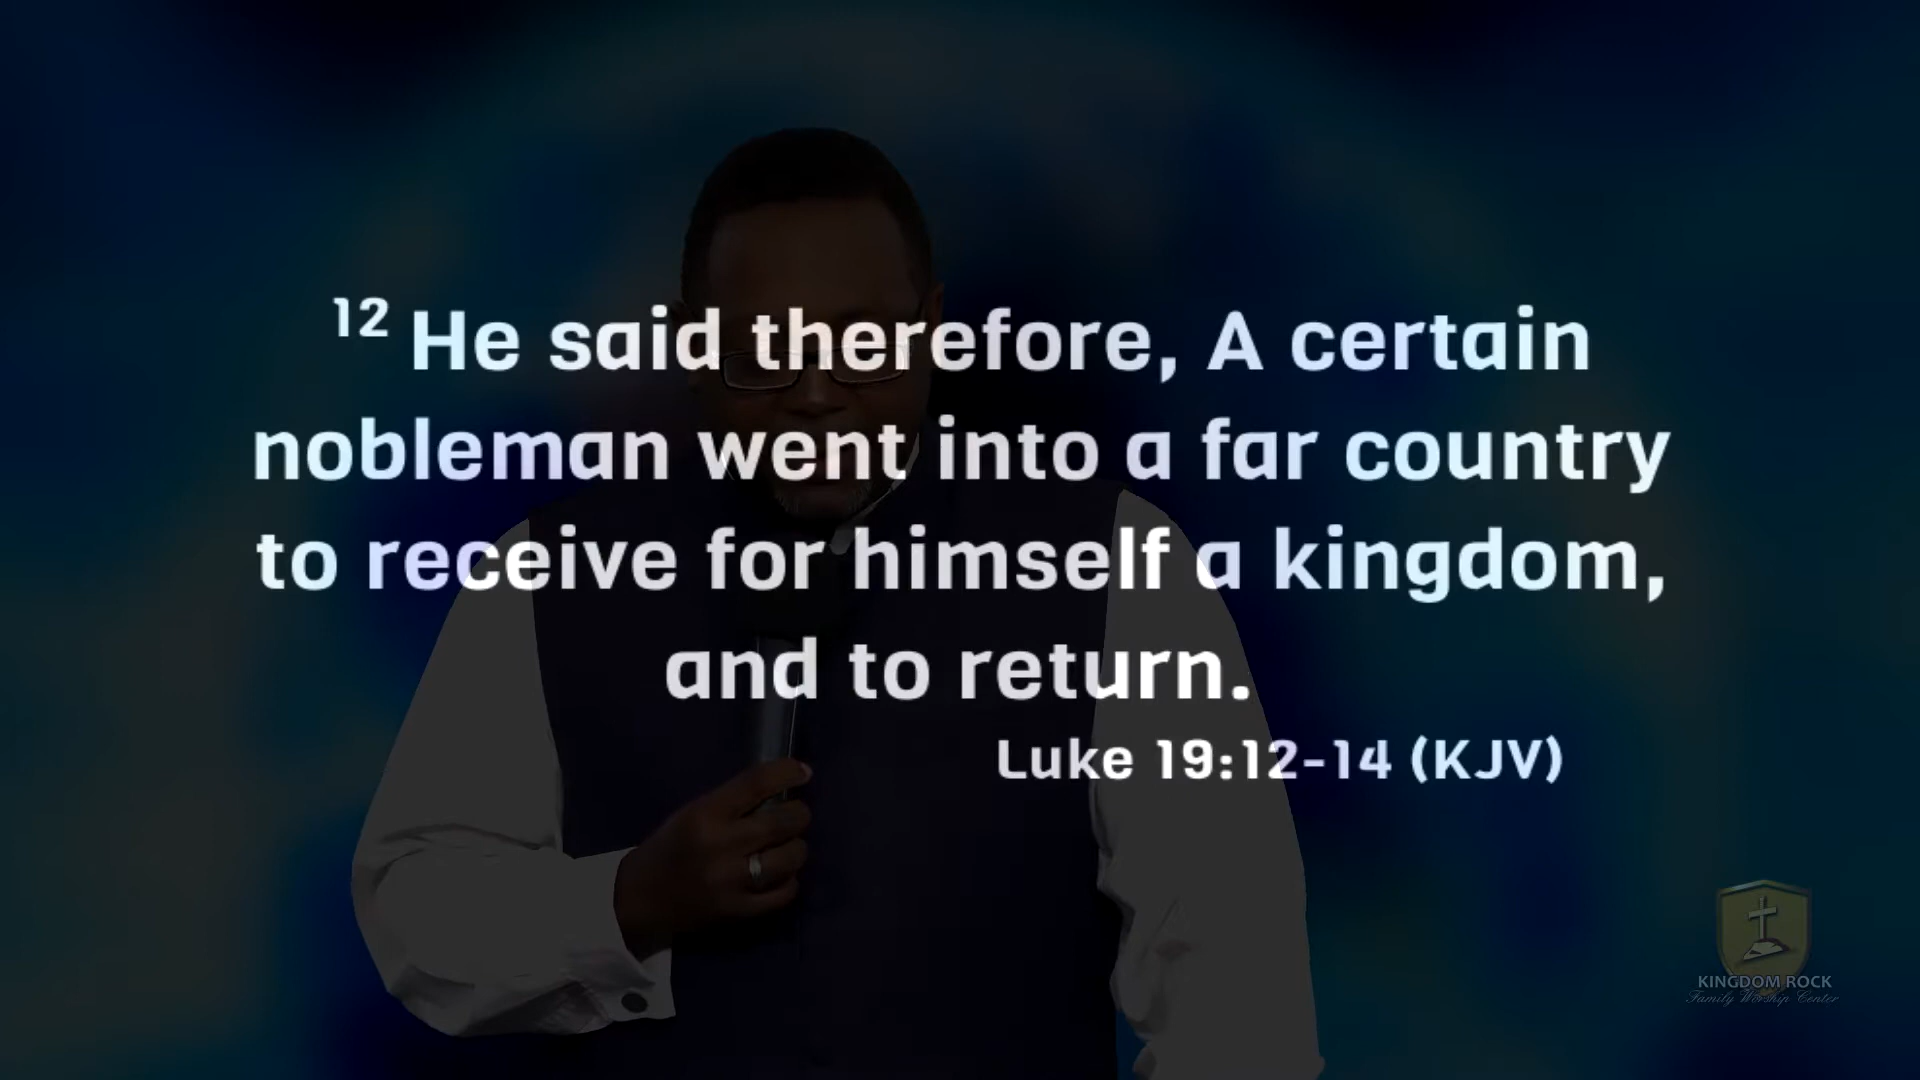 12 He said therefore, A certain
nobleman went into a far country
to receive for himself a kingdom,
and to return.
Luke 19:12-14 (KJV)
KINGDOM ROCK
Family Worship Center